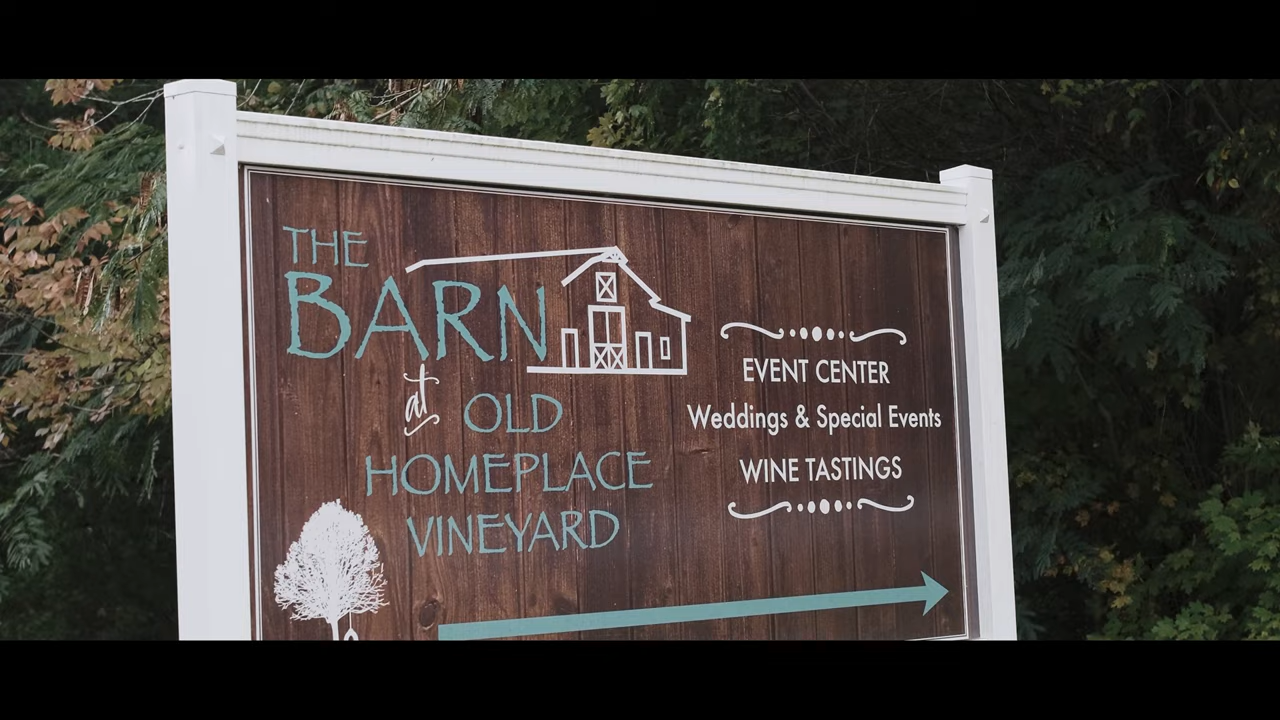 THE
BARN
at OLD
HOMEPLACE
VINEYARD
EVENT CENTER
Weddings & Special Events
WINE TASTINGS